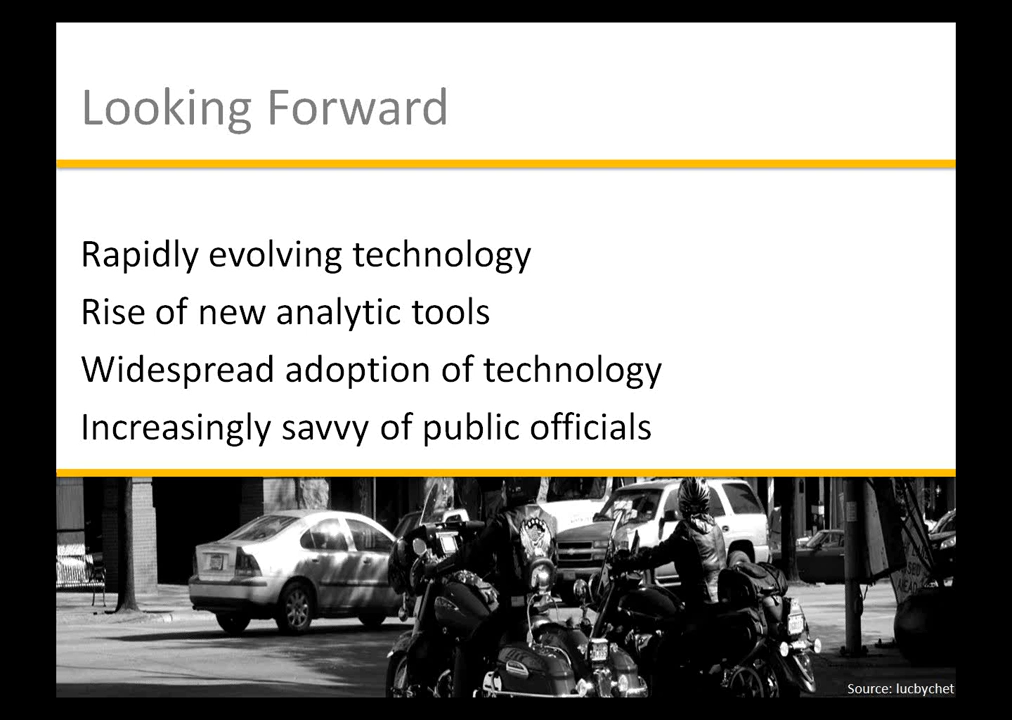 Looking Forward
Rapidly evolving technology
Rise of new analytic tools
Widespread adoption of technology
Increasingly savvy of public officials
Source: lucbychet